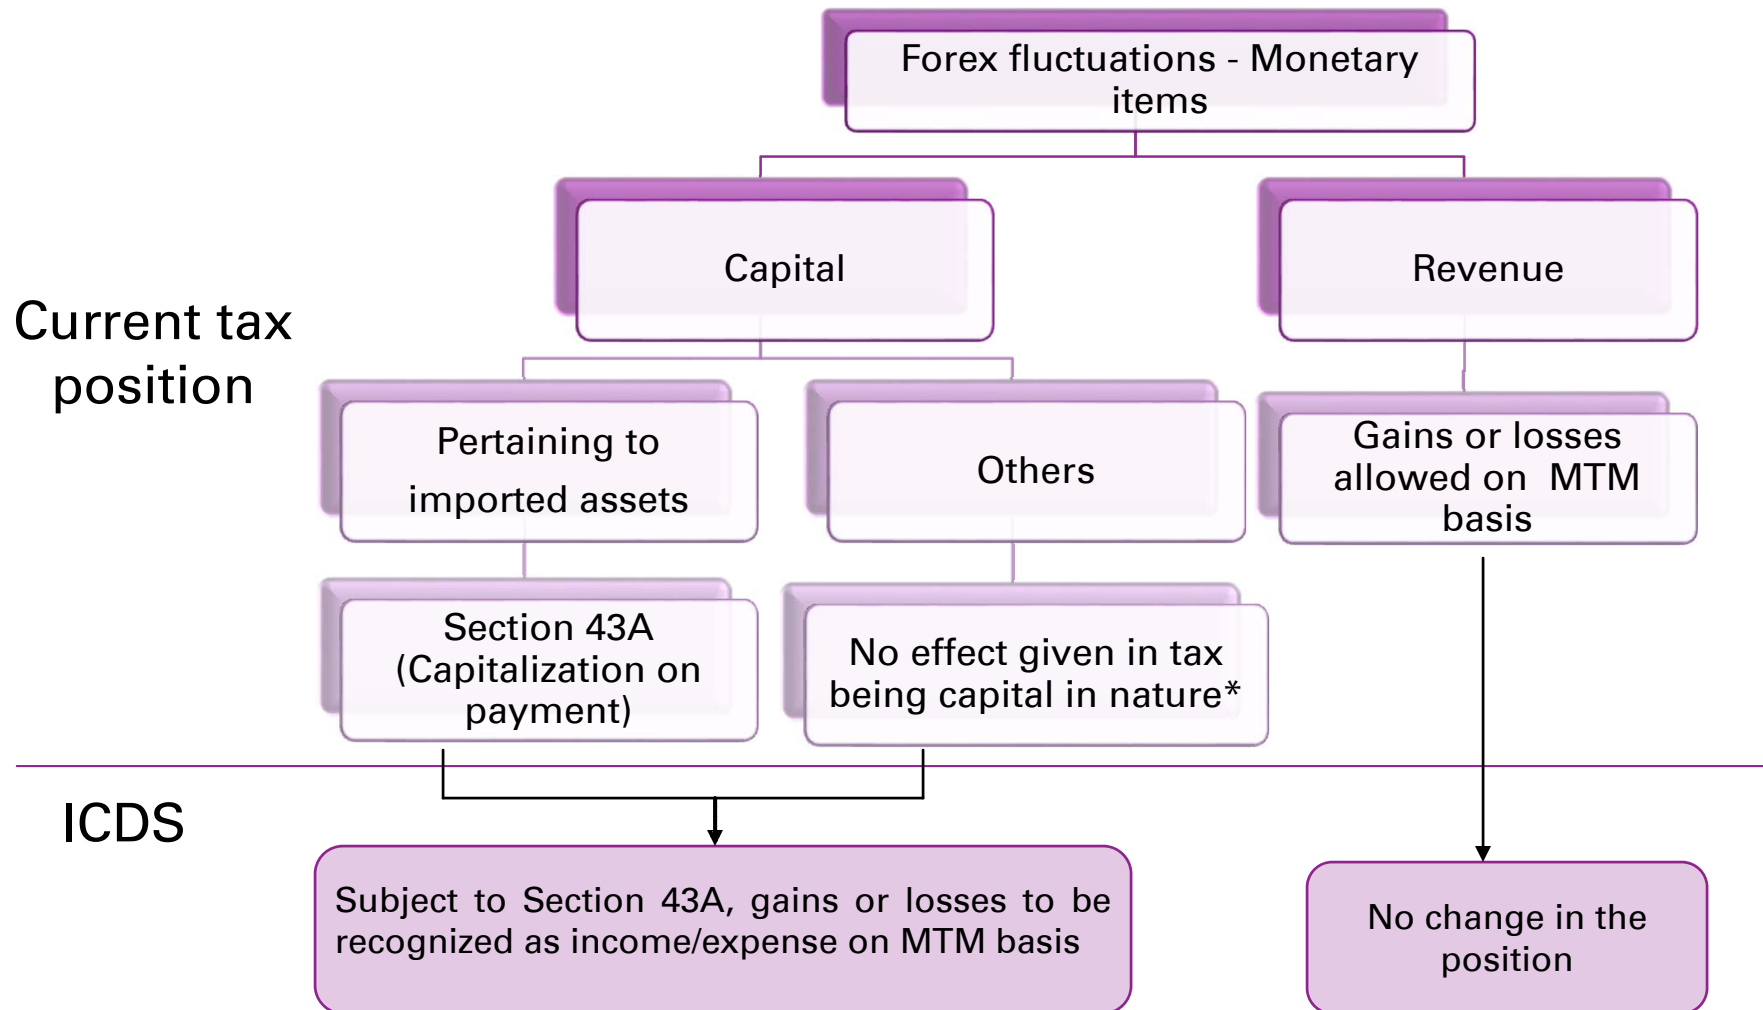 Forex fluctuations - Monetary
items
Capital
Revenue
Current tax
position
Pertaining to
imported assets
Others
Gains or losses
allowed on MTM
basis
Section 43A
(Capitalization on
payment)
No effect given in tax
being capital in nature*
ICDS
Subject to Section 43A, gains or losses to be
recognized as income/expense on MTM basis
No change in the
position